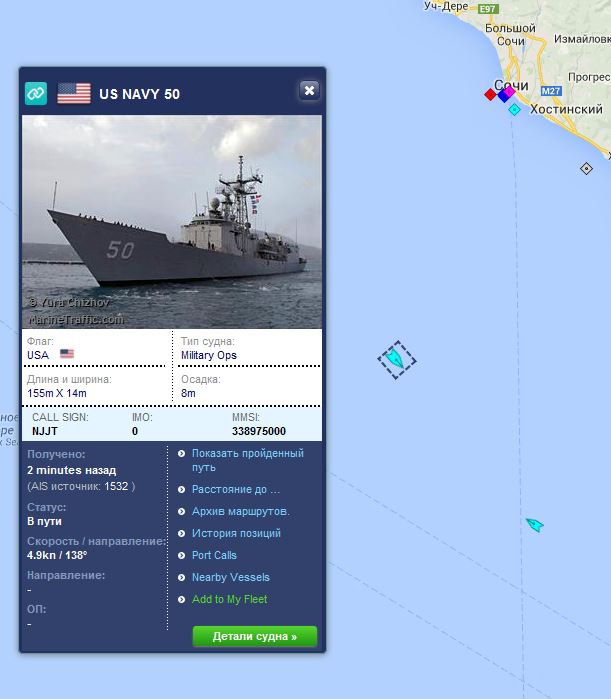 Уч-Дере
E97
Большой
Сочи
Измайловк
Прогрес
Сочи
M27
Хостинский
US NAVY 50
50
© Yura Chizhov
MarineTraffic.com
Флаг:
USA
Тип судна:
Military Ops
Длина и ширина:
155m X 14m
Осадка:
8m
CALL SIGN:
NJJT
IMO:
0
MMSI:
338975000
Получено:
2 minutes назад
(AIS источник: 1532 )
Статус:
В пути
Скорость / направление:
4.9kn / 138°
Направление:
-
ОП:
-
Показать пройденный
путь
Расстояние до ...
Архив маршрутов.
История позиций
Port Calls
Nearby Vessels
Add to My Fleet
Детали судна »